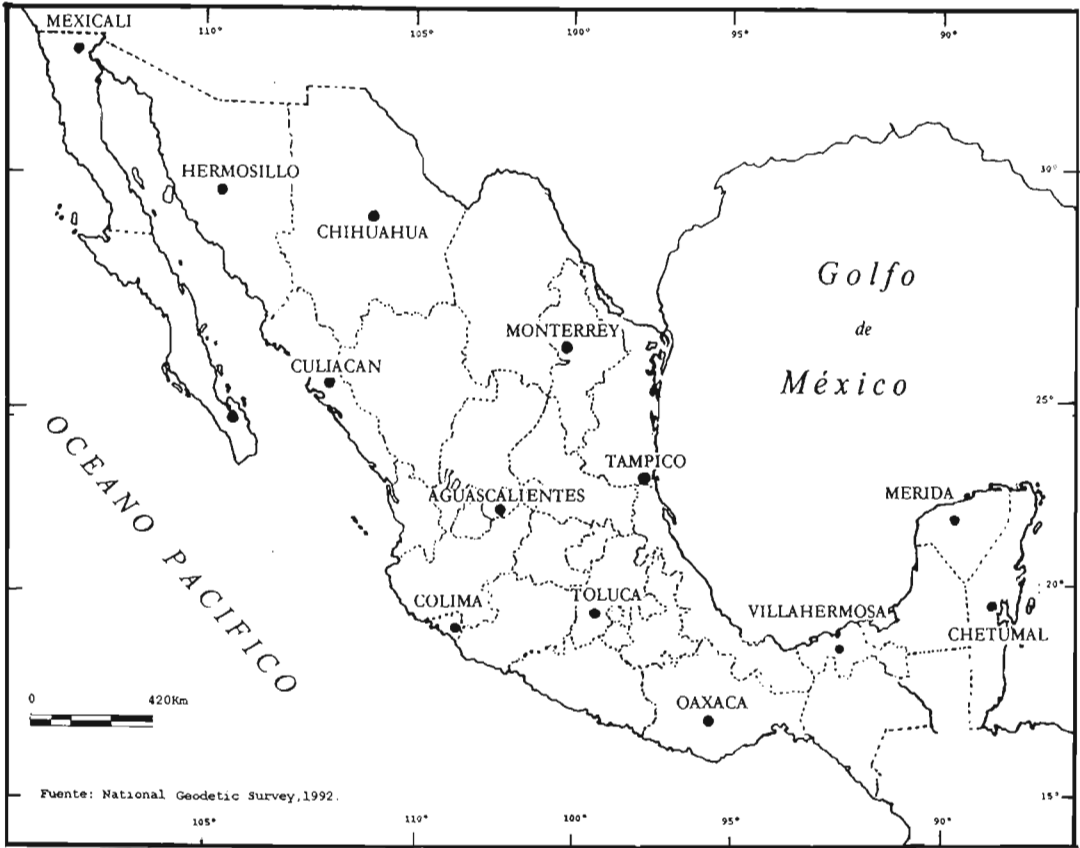 MEXICALI
110° 105° 100° 95° 90°
30°
HERMOSILLO
CHIHUAHUA
Golfo
de
México
MONTERREY
CULIACAN
25°
OCEANO PACIFICO
TAMPICO
AGUASCALIENTES
MERIDA
20°
COLIMA
TOLUCA
VILLAHERMOSA
CHETUMAL
OAXACA
0 420Km
Fuente: National Geodetic Survey,1992.
15°
105° 110° 100° 95° 90°